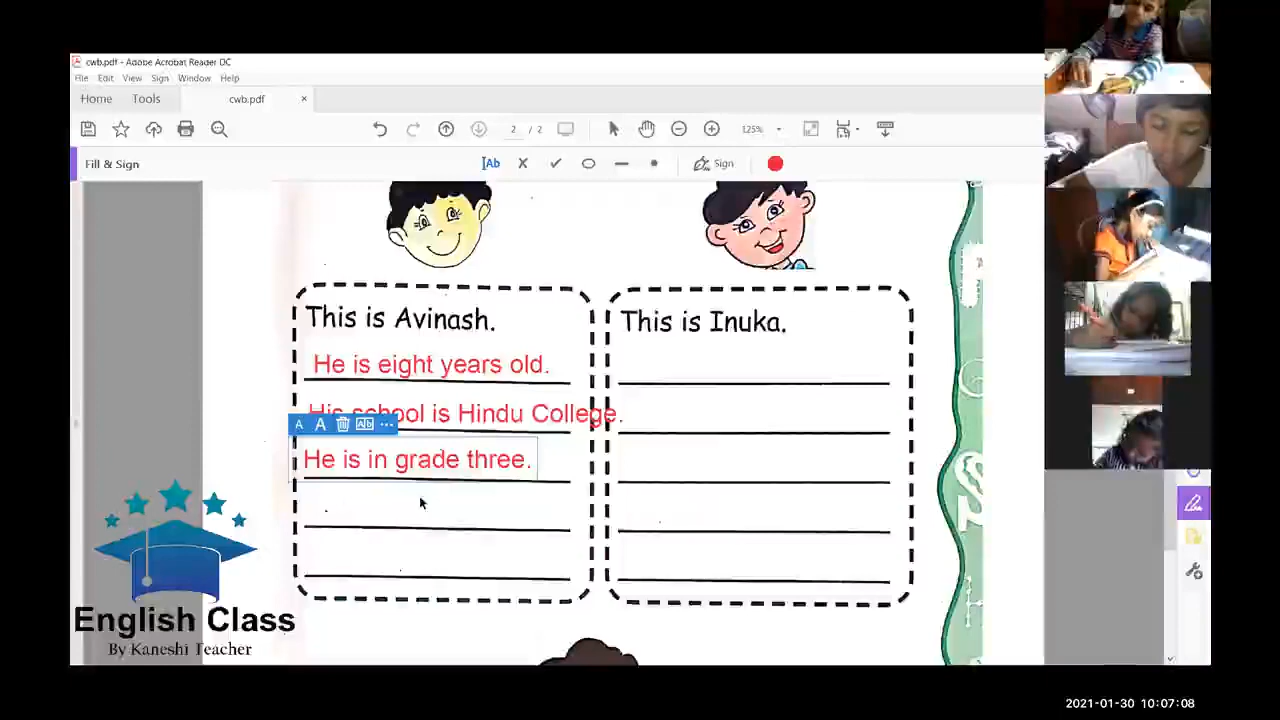 cwb.pdf - Adobe Acrobat Reader DC
File Edit View Sign Window Help
Home Tools cwb.pdf ×
2 / 2 125%
Fill & Sign
Ab Sign
This is Avinash.
He is eight years old.
His school is Hindu College.
A A Ab
He is in grade three.
This is Inuka.
English Class
By Kaneshi Teacher
2021-01-30 10:07:08